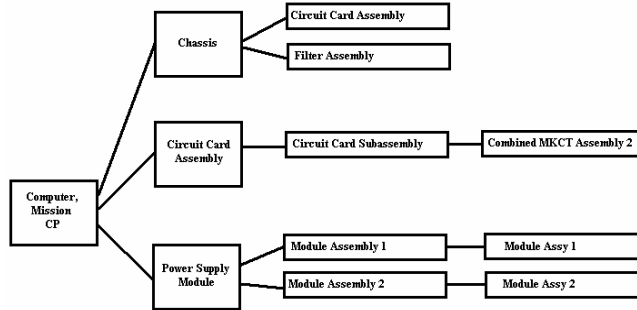 Circuit Card Assembly
Chassis
Filter Assembly
Circuit Card
Assembly
Circuit Card Subassembly
Combined MKCT Assembly 2
Computer,
Mission
CP
Power Supply
Module
Module Assembly 1
Module Assy 1
Module Assembly 2
Module Assy 2